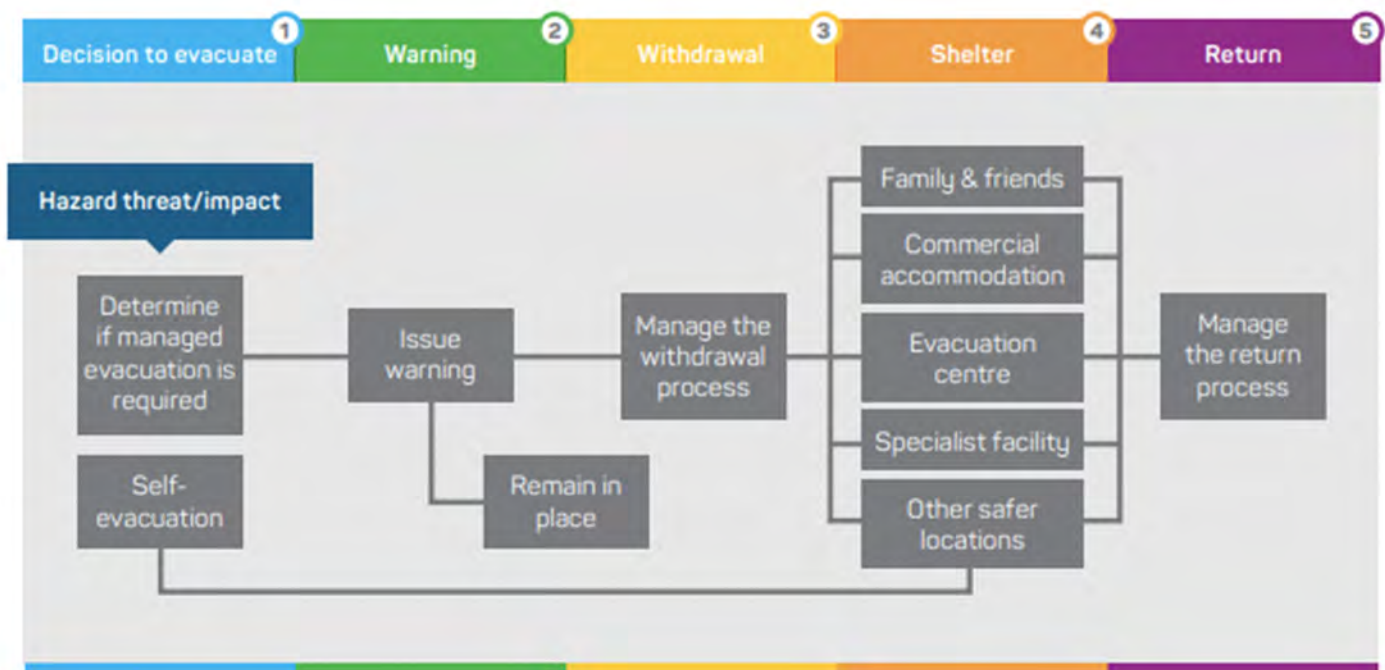 Decision to evacuate 1
Warning 2
Withdrawal 3
Shelter 4
Return 5
Hazard threat/impact
Determine
if managed
evacuation is
required
Self-
evacuation
Issue
warning
Remain in
place
Manage the
withdrawal
process
Family & friends
Commercial
accommodation
Evacuation
centre
Specialist facility
Other safer
locations
Manage
the return
process